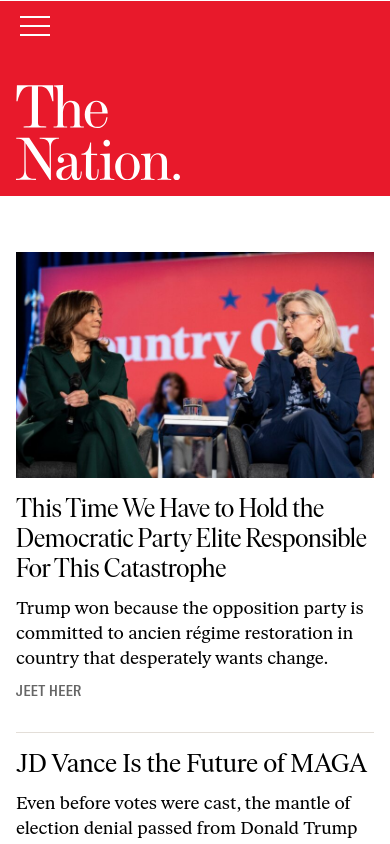 The
Nation.
ountry Over
This Time We Have to Hold the
Democratic Party Elite Responsible
For This Catastrophe
Trump won because the opposition party is
committed to ancien régime restoration in
country that desperately wants change.
JEET HEER
JD Vance Is the Future of MAGA
Even before votes were cast, the mantle of
election denial passed from Donald Trump